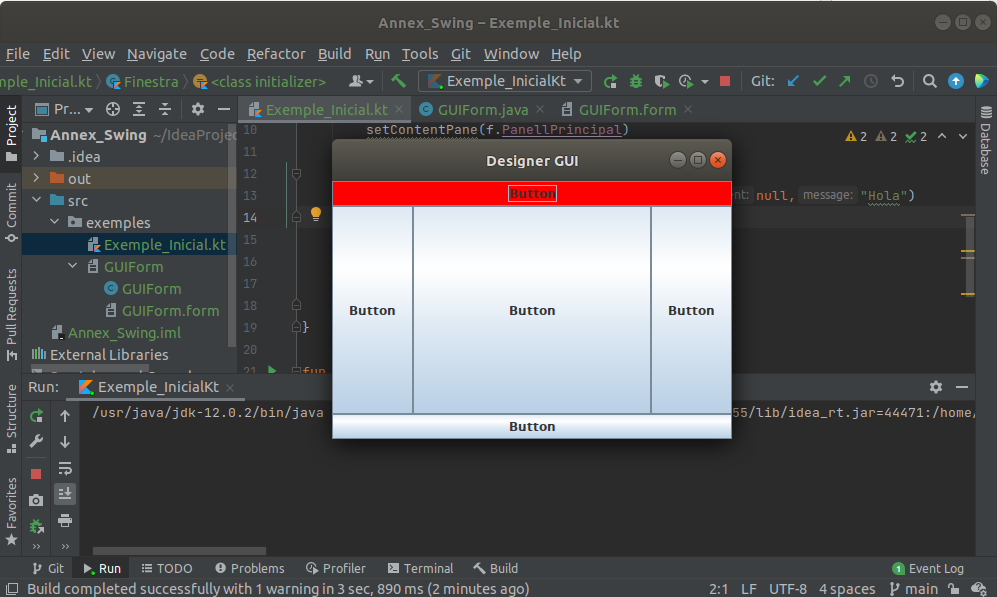 Annex_Swing – Exemple_Inicial.kt
File Edit View Navigate Code Refactor Build Run Tools Git Window Help
mple_Inicial.kt Finestra <class initializer> Exemple_InicialKt Git:
Project
Pr... Exemple_Inicial.kt GUIForm.java GUIForm.form
Annex_Swing ~/IdeaProjec
.idea
out
src
exemples
Exemple_Inicial.kt
GUIForm
GUIForm
GUIForm.form
Annex_Swing.iml
External Libraries
Commit
Pull Requests
Structure
Favorites
Database
10 setContentPane(f.PanellPrincipal)
2 2 2
11
12
13 ent: null, message: "Hola")
14
15
16
17
18
19 }
20
21 fun
Designer GUI
Button
Button Button Button
Button
Run: Exemple_InicialKt
/usr/java/jdk-12.0.2/bin/java 55/lib/idea_rt.jar=44471:/home/
Git Run TODO Problems Profiler Terminal Build 1 Event Log
Build completed successfully with 1 warning in 3 sec, 890 ms (2 minutes ago) 2:1 LF UTF-8 4 spaces main